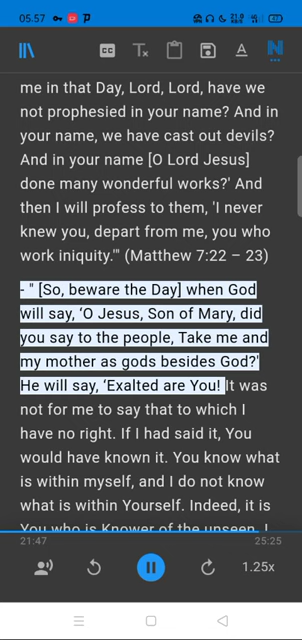 05.57
CC
me in that Day, Lord, Lord, have we
not prophesied in your name? And in
your name, we have cast out devils?
And in your name [O Lord Jesus]
done many wonderful works?' And
then I will profess to them, 'I never
knew you, depart from me, you who
work iniquity.'" (Matthew 7:22 – 23)
- " [So, beware the Day] when God
will say, ‘O Jesus, Son of Mary, did
you say to the people, Take me and
my mother as gods besides God?'
He will say, ‘Exalted are You! It was
not for me to say that to which I
have no right. If I had said it, You
would have known it. You know what
is within myself, and I do not know
what is within Yourself. Indeed, it is
You who is Knower of the unseen. I
21:47
25:25
1.25x